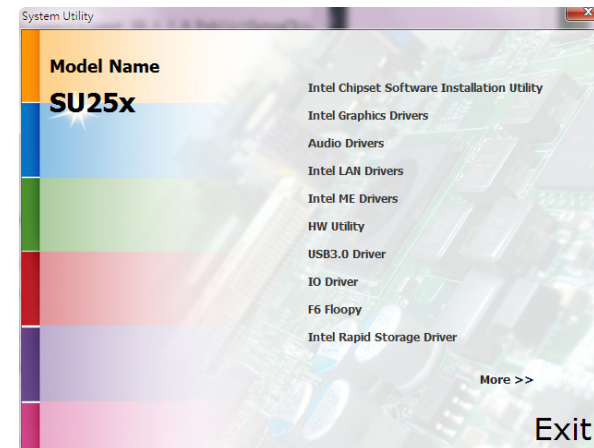 System Utility
Model Name
SU25x
Intel Chipset Software Installation Utility
Intel Graphics Drivers
Audio Drivers
Intel LAN Drivers
Intel ME Drivers
HW Utility
USB3.0 Driver
IO Driver
F6 Floopy
Intel Rapid Storage Driver
More >>
Exit